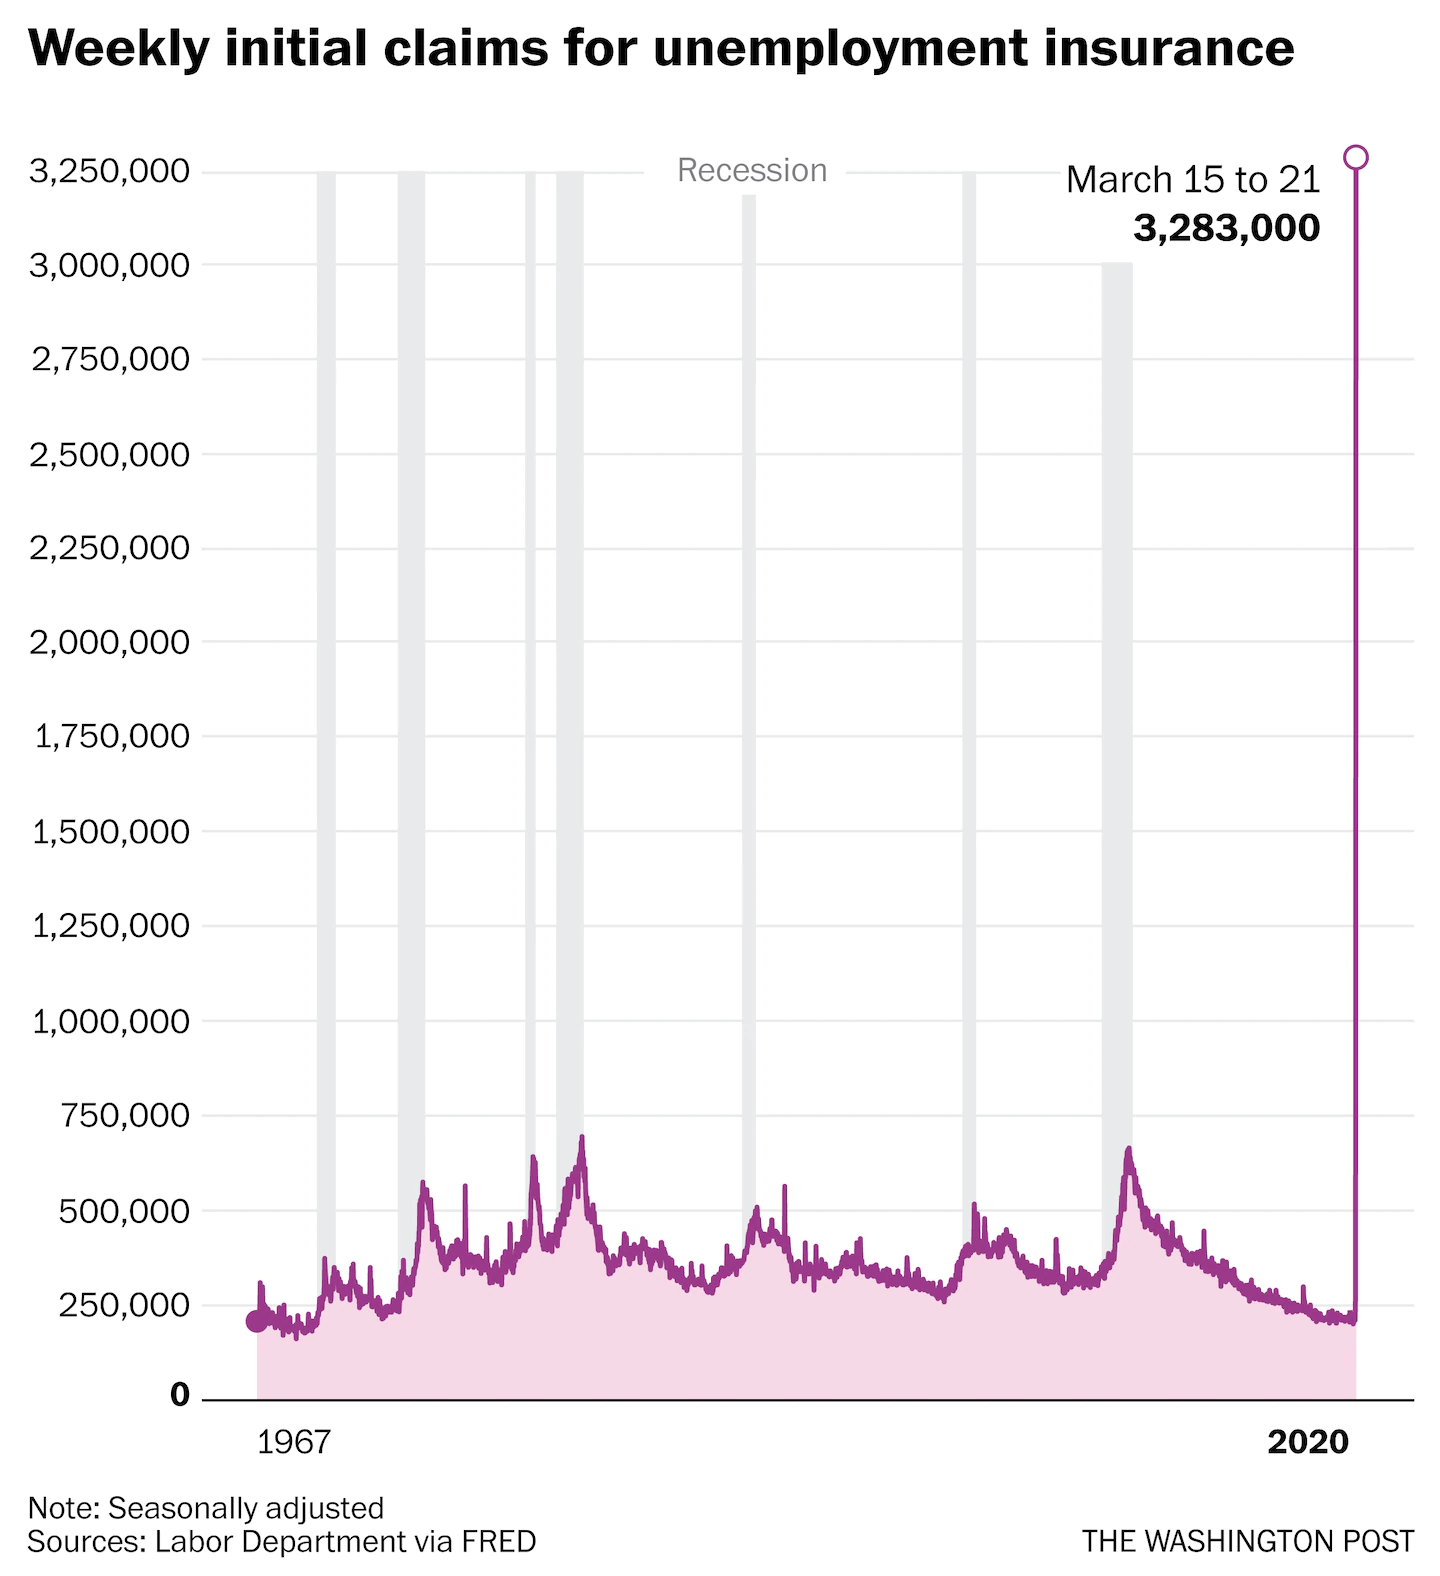 Weekly initial claims for unemployment insurance
3,250,000
Recession
March 15 to 21
3,283,000
3,000,000
2,750,000
2,500,000
2,250,000
2,000,000
1,750,000
1,500,000
1,250,000
1,000,000
750,000
500,000
250,000
0
1967
2020
Note: Seasonally adjusted
Sources: Labor Department via FRED
THE WASHINGTON POST